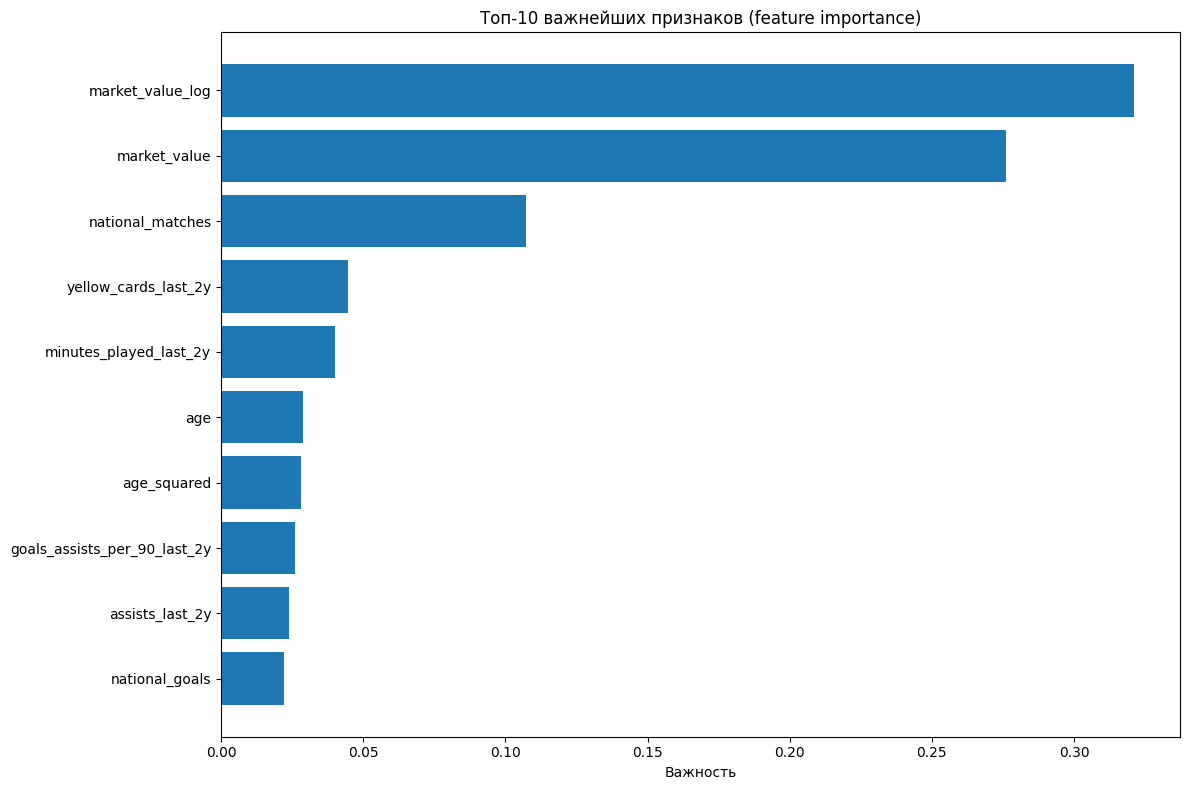 Топ-10 важнейших признаков (feature importance)
market_value_log
market_value
national_matches
yellow_cards_last_2y
minutes_played_last_2y
age
age_squared
goals_assists_per_90_last_2y
assists_last_2y
national_goals
0.00 0.05 0.10 0.15 0.20 0.25 0.30
Важность